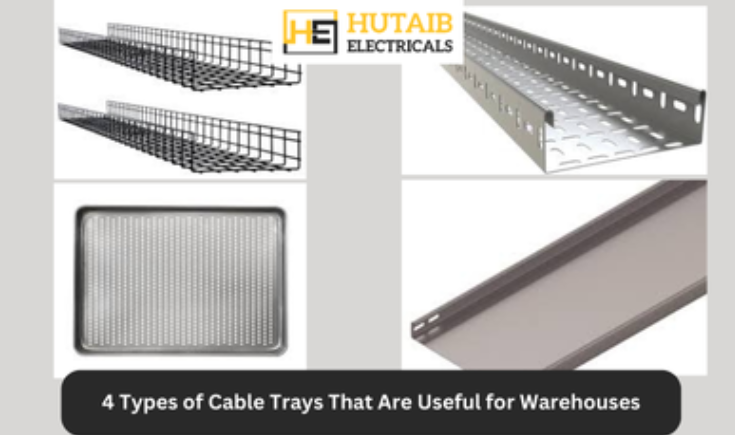 HE HUTAIB
ELECTRICALS
4 Types of Cable Trays That Are Useful for Warehouses